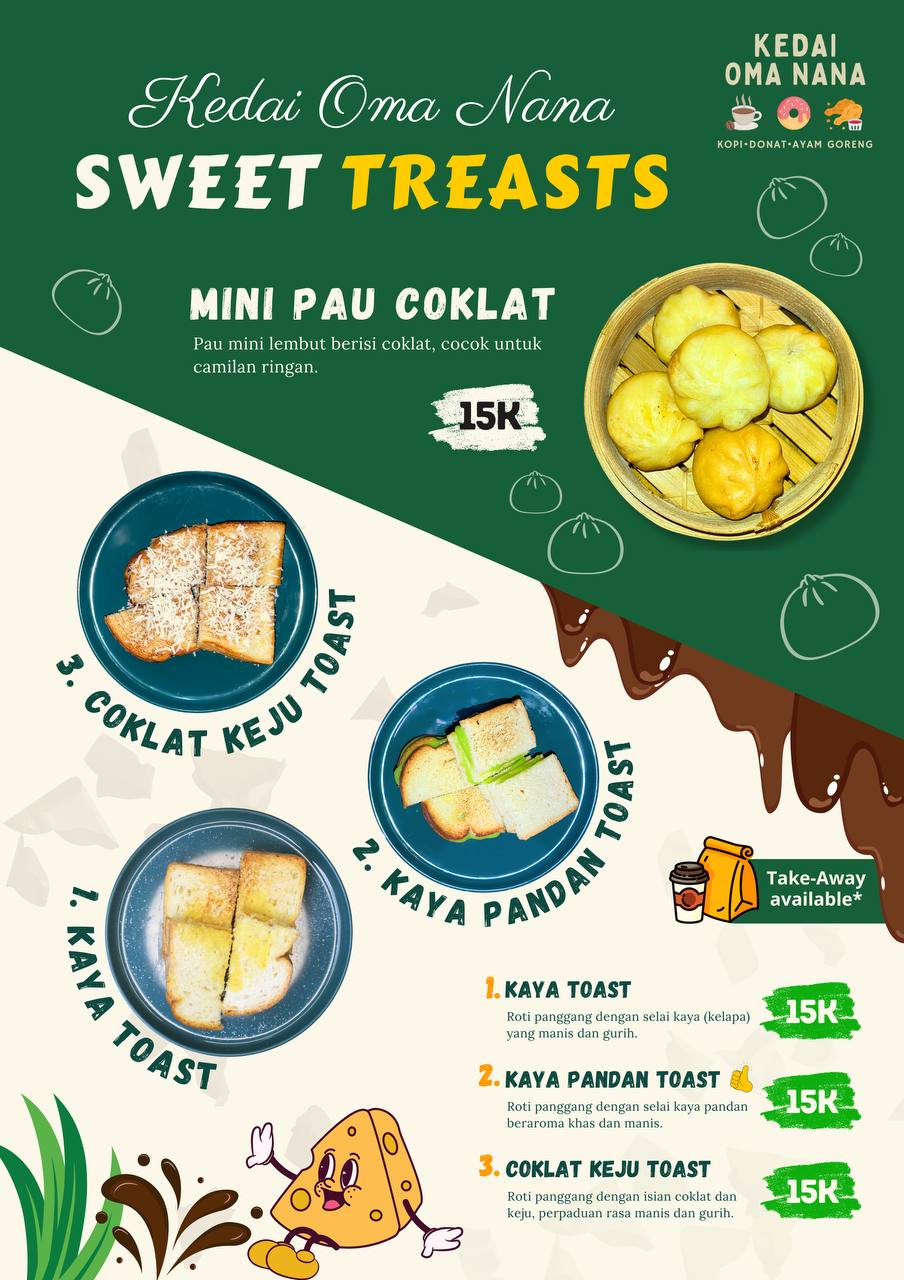 KEDAI
OMA NANA
KOPI•DONAT•AYAM GORENG
Kedai Oma Nana
SWEET TREASTS
MINI PAU COKLAT
Pau mini lembut berisi coklat, cocok untuk
camilan ringan.
15K
3. COKLAT KEJU TOAST
2. KAYA PANDAN TOAST
1. KAYA TOAST
Take-Away
available*
1. KAYA TOAST
Roti panggang dengan selai kaya (kelapa)
yang manis dan gurih.
15K
2. KAYA PANDAN TOAST
Roti panggang dengan selai kaya pandan
beraroma khas dan manis.
15K
3. COKLAT KEJU TOAST
Roti panggang dengan isian coklat dan
keju, perpaduan rasa manis dan gurih.
15K